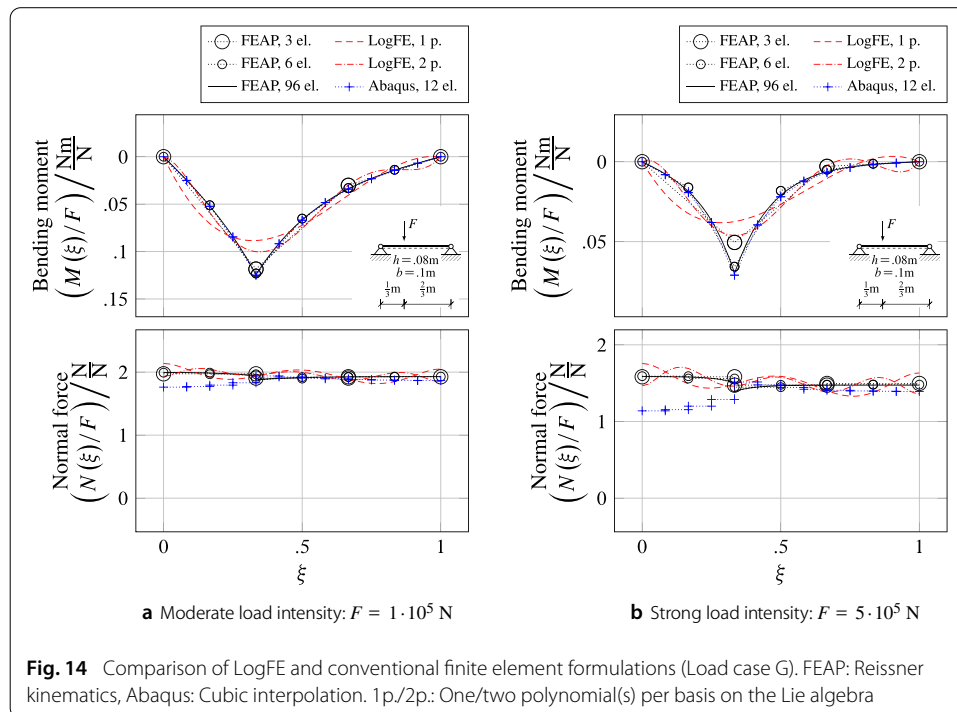 FEAP, 3 el. LogFE, 1 p.
FEAP, 6 el. LogFE, 2 p.
FEAP, 96 el. Abaqus, 12 el.
Bending moment
(M(ξ)/F)/Nm/N
0
.05
.1
.15
F
h=.08m
b=.1m
1/3m 2/3m
Normal force
(N(ξ)/F)/N/N
2
1
0
0 .5 1
ξ
a Moderate load intensity: F = 1·10⁵ N
FEAP, 3 el. LogFE, 1 p.
FEAP, 6 el. LogFE, 2 p.
FEAP, 96 el. Abaqus, 12 el.
Bending moment
(M(ξ)/F)/Nm/N
0
.05
F
h=.08m
b=.1m
1/3m 2/3m
Normal force
(N(ξ)/F)/N/N
2
1
0
0 .5 1
ξ
b Strong load intensity: F = 5·10⁵ N
Fig. 14 Comparison of LogFE and conventional finite element formulations (Load case G). FEAP: Reissner
kinematics, Abaqus: Cubic interpolation. 1p./2p.: One/two polynomial(s) per basis on the Lie algebra